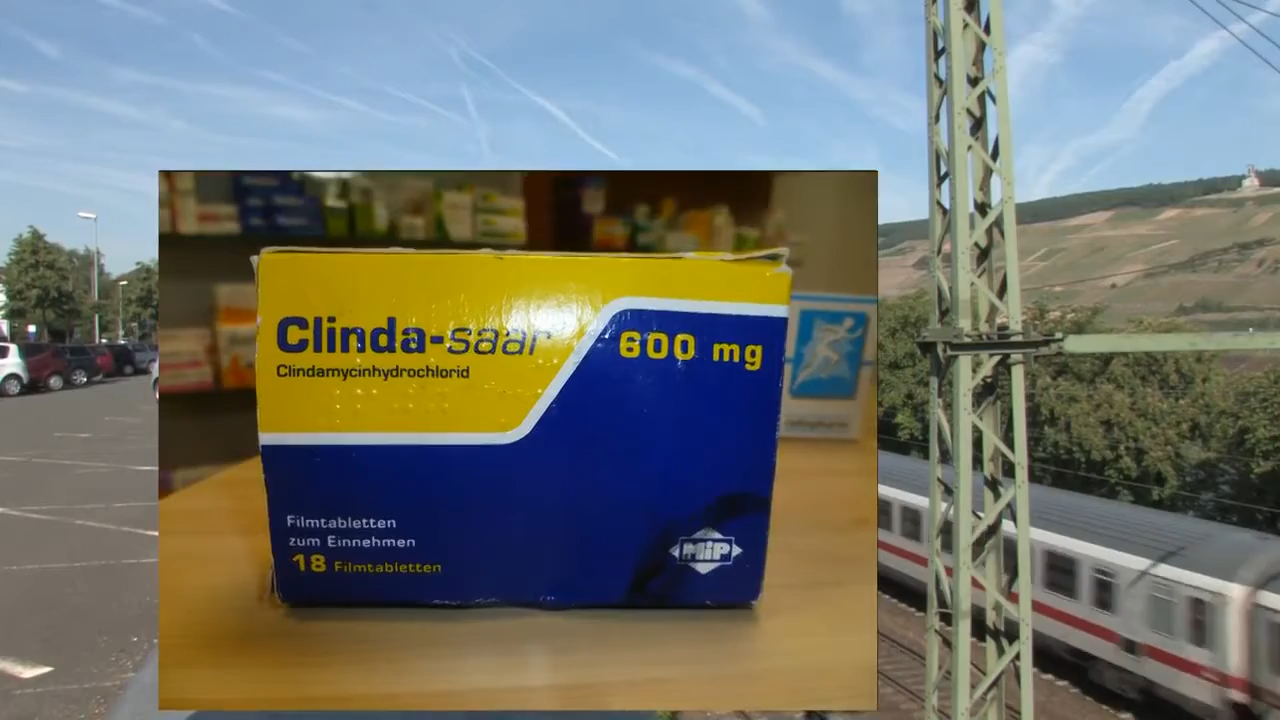 Clinda-saar
600 mg
Clindamycinhydrochlorid
Filmtabletten
zum Einnehmen
18 Filmtabletten
MIP